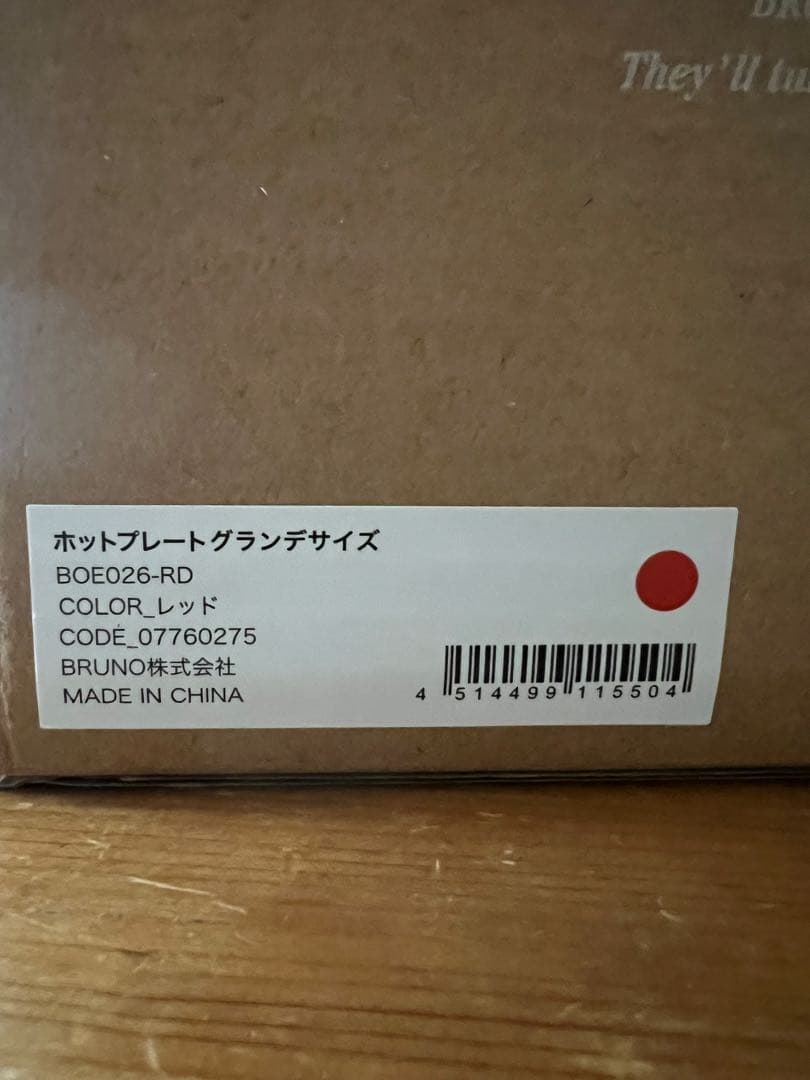 They'll
ホットプレートグランデサイズ
BOE026-RD
COLOR_レッド
CODE_07760275
BRUNO株式会社
MADE IN CHINA
4 514499 115504